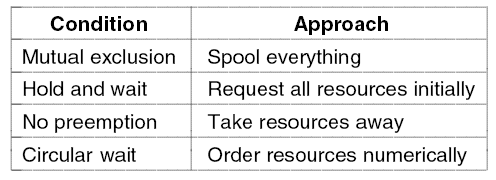 Condition Approach
Mutual exclusion Spool everything
Hold and wait Request all resources initially
No preemption Take resources away
Circular wait Order resources numerically